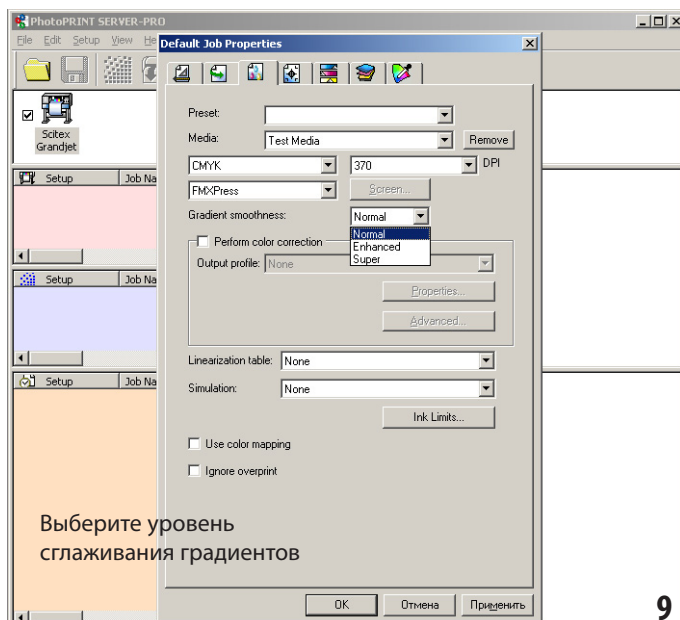 PhotoPRINT SERVER-PRO
File Edit Setup View He
Default Job Properties
Scitex
Grandjet
Setup Job Na
Setup Job Na
Setup Job Na
Preset:
Media: Test Media Remove
CMYK 370 DPI
FMXPress Screen...
Gradient smoothness: Normal
Normal
Enhanced
Super
Perform color correction
Output profile: None
Properties...
Advanced...
Linearization table: None
Simulation: None
Ink Limits...
Use color mapping
Ignore overprint
Выберите уровень
сглаживания градиентов
OK Отмена Применить
9